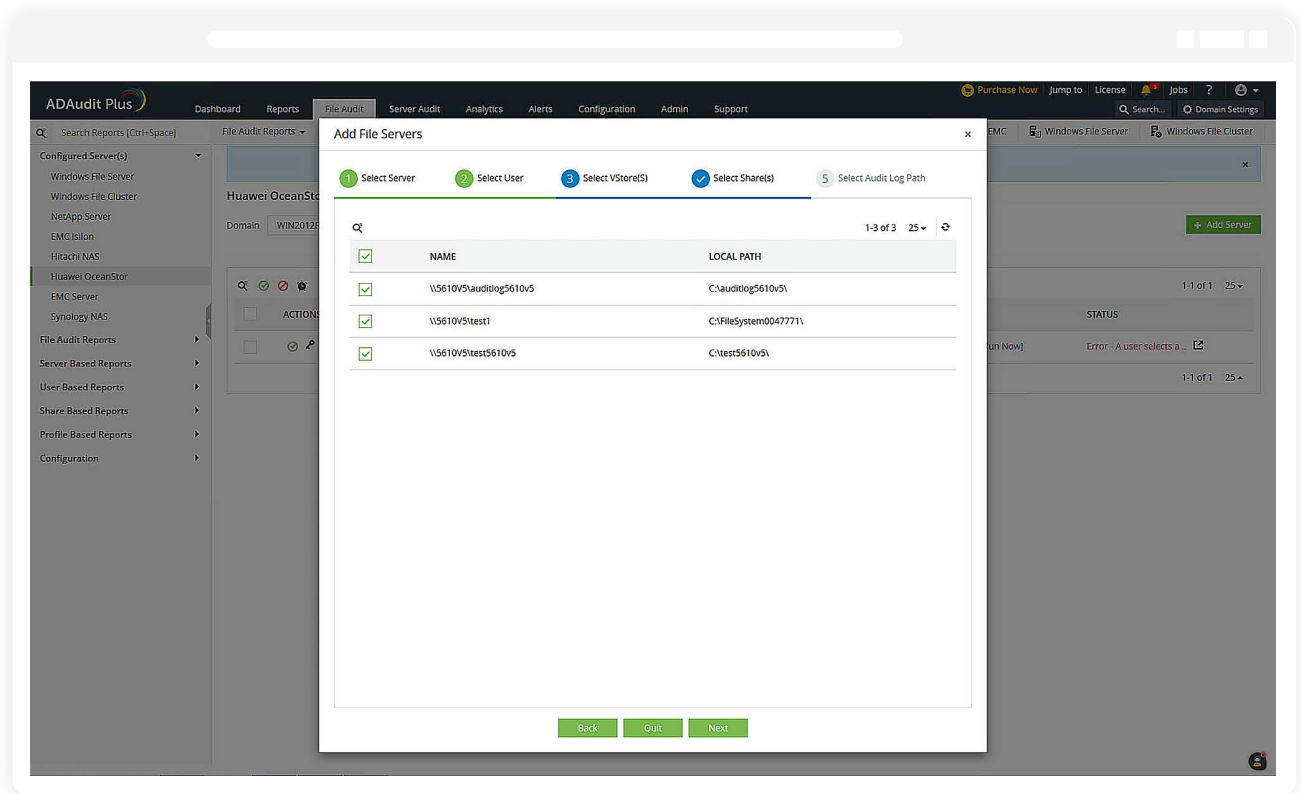 ADAudit Plus
Purchase Now Jump to License Jobs ?
Dashboard Reports File Audit Server Audit Analytics Alerts Configuration Admin Support
Search... Domain Settings
Search Reports [Ctrl+Space] File Audit Reports
EMC Windows File Server Windows File Cluster
Configured Server(s)
Windows File Server
Windows File Cluster
NetApp Server
EMC Isilon
Hitachi NAS
Huawei OceanStor
EMC Server
Synology NAS
File Audit Reports
Server Based Reports
User Based Reports
Share Based Reports
Profile Based Reports
Configuration
Huawei OceanSto
Domain WIN2012R
+ Add Server
1-1 of 1 25
ACTIONS
STATUS
un Now] Error - A user selects a ..
1-1 of 1 25
Add File Servers
×
1 Select Server 2 Select User 3 Select VStore(S) Select Share(s) 5 Select Audit Log Path
1-3 of 3 25
NAME LOCAL PATH
\\5610V5\auditlog5610v5 C:\auditlog5610v5\
\\5610V5\test1 C:\FileSystem0047771\
\\5610V5\test5610v5 C:\test5610v5\
Back Quit Next